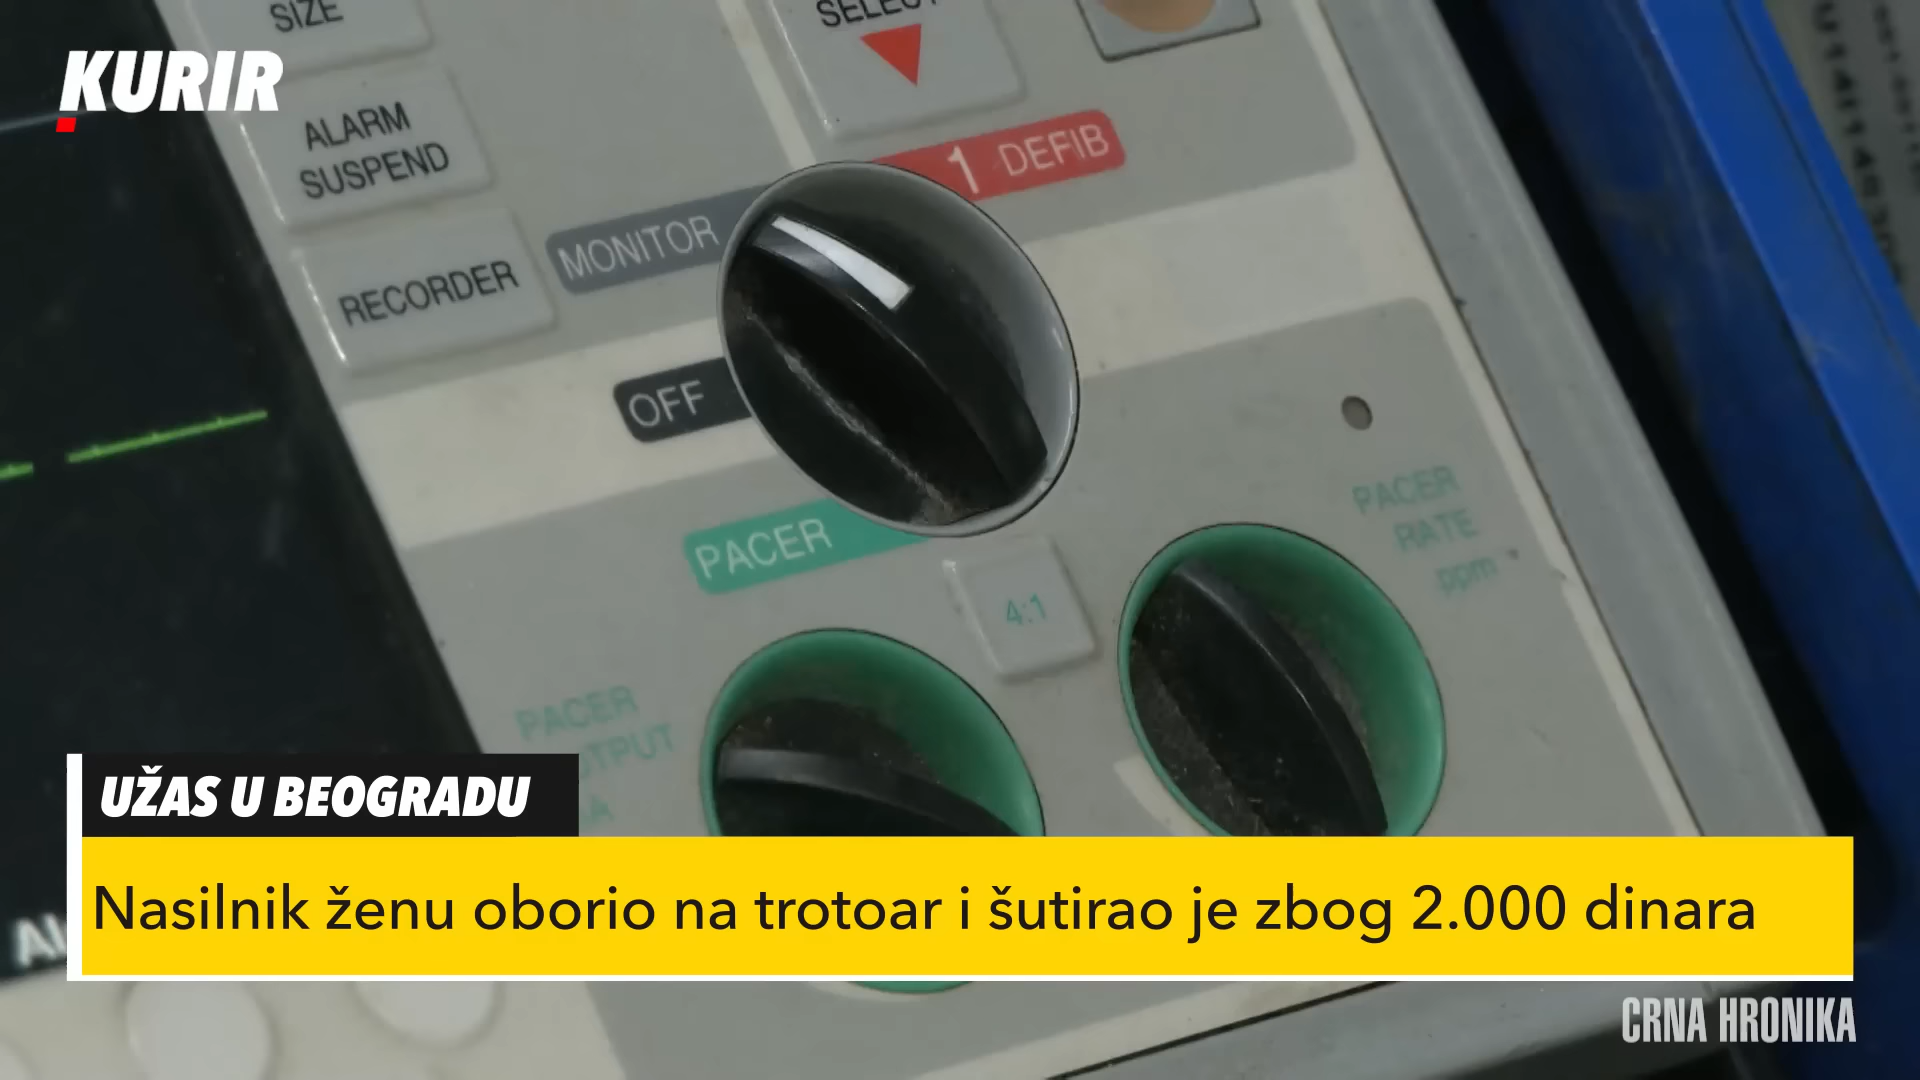 SIZE
SELECT
KURIR
ALARM
SUSPEND
1 DEFIB
MONITOR
RECORDER
OFF
PACER
RATE
ppm
PACER
4:1
PACER
UŽAS U BEOGRADU
Nasilnik ženu oborio na trotoar i šutirao je zbog 2.000 dinara
CRNA HRONIKA